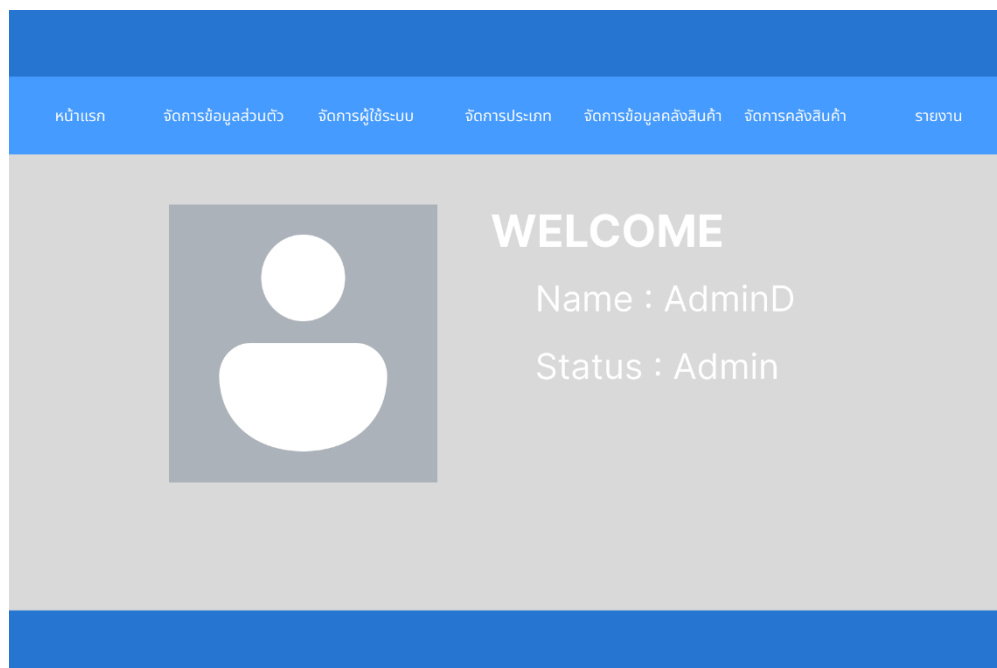 หน้าแรก จัดการข้อมูลส่วนตัว จัดการผู้ใช้ระบบ จัดการประเภท จัดการข้อมูลคลังสินค้า จัดการคลังสินค้า รายงาน
WELCOME
Name : AdminD
Status : Admin